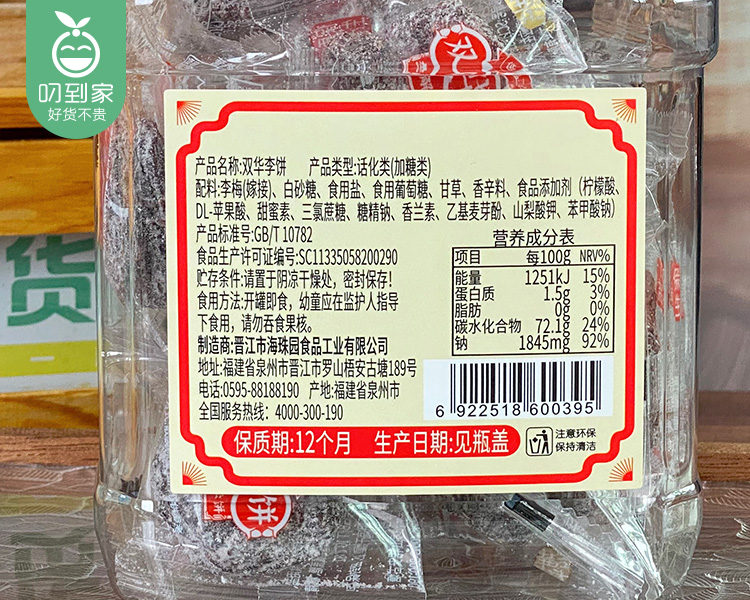 叨到家
好货不贵
产品名称:双华李饼 产品类型:话化类(加糖类)
配料:李梅(嫁接)、白砂糖、食用盐、食用葡萄糖、甘草、香辛料、食品添加剂（柠檬酸、
DL-苹果酸、甜蜜素、三氯蔗糖、糖精钠、香兰素、乙基麦芽酚、山梨酸钾、苯甲酸钠）
产品标准号:GB/T 10782
食品生产许可证编号:SC11335058200290
贮存条件:请置于阴凉干燥处，密封保存！
食用方法:开罐即食，幼童应在监护人指导
下食用，请勿吞食果核。
制造商:晋江市海珠园食品工业有限公司
地址:福建省泉州市晋江市罗山梧安古塘189号
电话:0595-88188190 产地:福建省泉州市
全国服务热线：4000-300-190
营养成分表
项目 每100g NRV%
能量 1251kJ 15%
蛋白质 1.5g 3%
脂肪 0g 0%
碳水化合物 72.1g 24%
钠 1845mg 92%
6 922518 600395
保质期:12个月 生产日期:见瓶盖
注意环保
保持清洁
饼
货